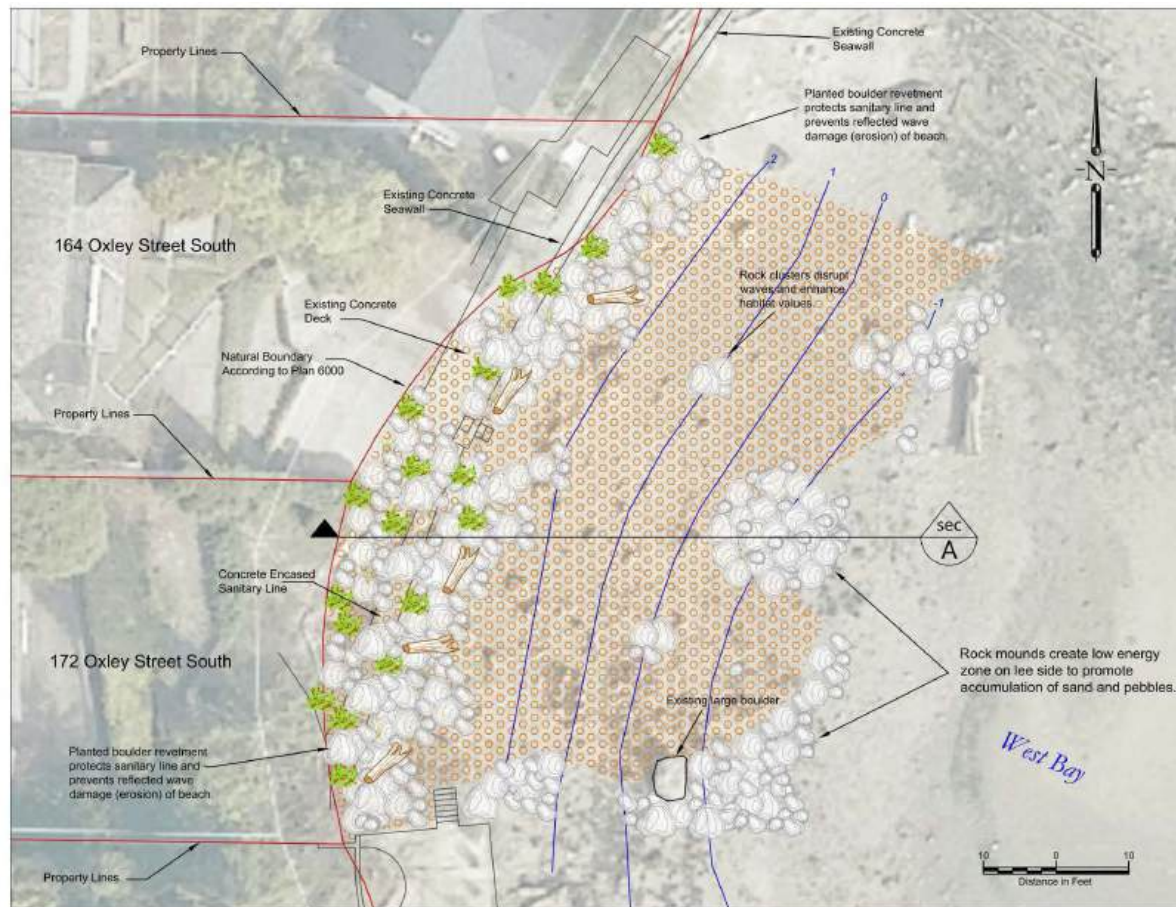 Property Lines
Existing Concrete
Seawall
Planted boulder revetment
protects sanitary line and
prevents reflected wave
damage (erosion) of beach.
N
2
1
0
-1
Existing Concrete
Seawall
164 Oxley Street South
Rock clusters disrupt
waves and enhance
habitat values.
Existing Concrete
Deck
Natural Boundary
According to Plan 6000
Property Lines
sec
A
Concrete Encased
Sanitary Line
172 Oxley Street South
Rock mounds create low energy
zone on lee side to promote
accumulation of sand and pebbles.
Existing large boulder
West Bay
Planted boulder revetment
protects sanitary line and
prevents reflected wave
damage (erosion) of beach
Property Lines
10 0 10
Distance in Feet